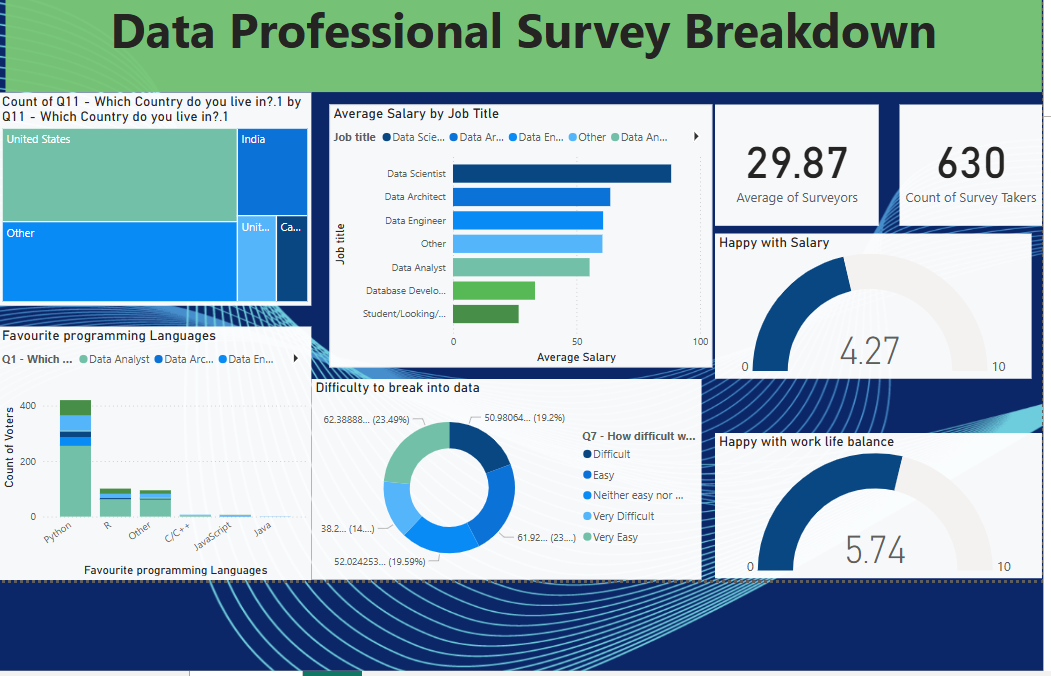 Data Professional Survey Breakdown
Count of Q11 - Which Country do you live in?.1 by
Q11 - Which Country do you live in?.1
United States
India
Other
Unit...
Ca...
Average Salary by Job Title
Job title Data Scie... Data Ar... Data En... Other Data An...
Job title
Data Scientist
Data Architect
Data Engineer
Other
Data Analyst
Database Develo...
Student/Looking/...
0 50 100
Average Salary
29.87
Average of Surveyors
630
Count of Survey Takers
Happy with Salary
4.27
0 10
Favourite programming Languages
Q1 - Which ... Data Analyst Data Arc... Data En...
Count of Voters
400
200
0
Python R Other C/C++ JavaScript Java
Favourite programming Languages
Difficulty to break into data
62.38888... (23.49%)
50.98064... (19.2%)
38.2... (14....)
61.92... (23....)
52.024253... (19.59%)
Q7 - How difficult w...
Difficult
Easy
Neither easy nor ...
Very Difficult
Very Easy
Happy with work life balance
5.74
0 10